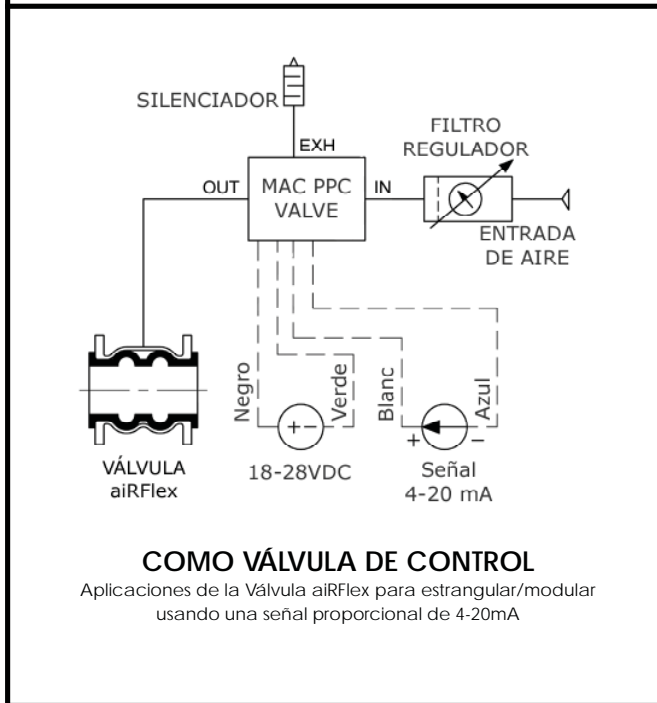 SILENCIADOR
EXH
FILTRO
REGULADOR
OUT
MAC PPC
VALVE
IN
ENTRADA
DE AIRE
Negro
Verde
Blanc
Azul
+-
+
-
VÁLVULA
aiRFlex
18-28VDC
Señal
4-20 mA
COMO VÁLVULA DE CONTROL
Aplicaciones de la Válvula aiRFlex para estrangular/modular
usando una señal proporcional de 4-20mA